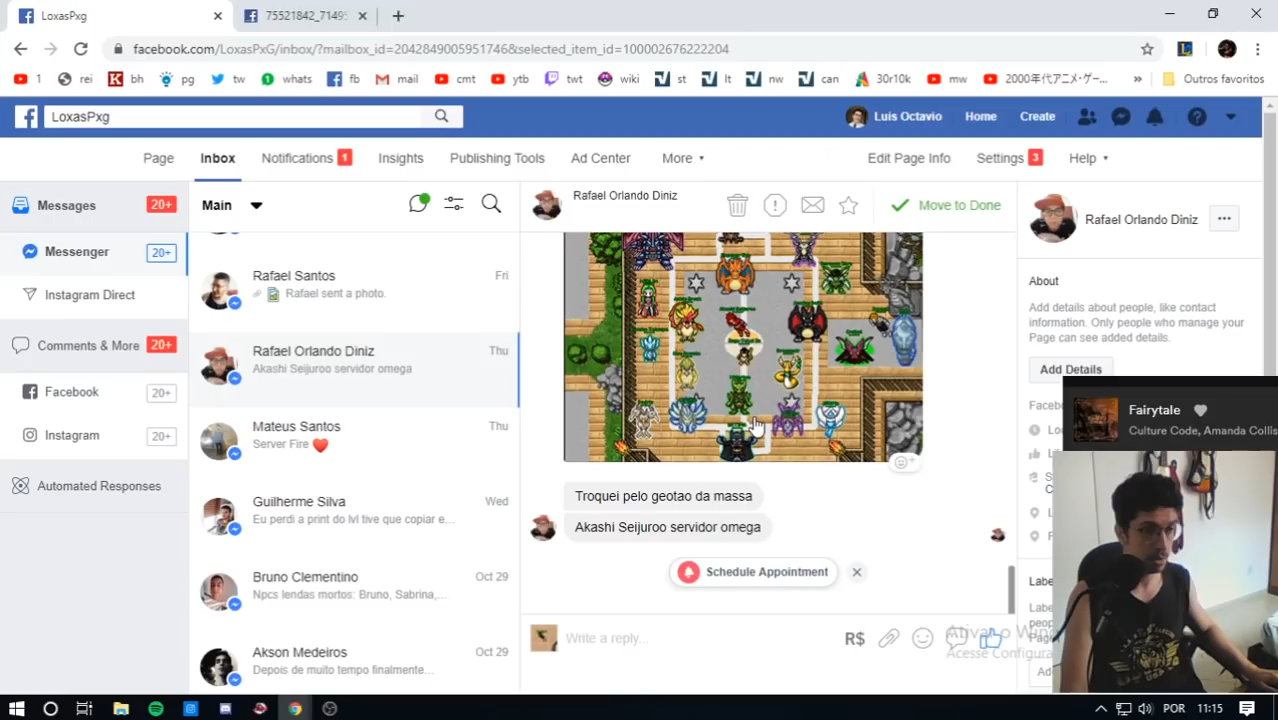 LoxasPxg
75521842_7149
facebook.com/LoxasPxG/inbox/?mailbox_id=2042849005951746&selected_item_id=100002676222204
1 rei bh pg tw whats fb mail cmt ytb twt wiki st lt nw can 30r10k mw 2000年代アニメ・ゲー... » Outros favoritos
LoxasPxg
Luis Octavio Home Create
Page Inbox Notifications 1 Insights Publishing Tools Ad Center More Edit Page Info Settings 3 Help
Messages 20+
Messenger 20+
Instagram Direct
Comments & More 20+
Facebook 20+
Instagram 20+
Automated Responses
Main
Rafael Santos Fri
Rafael sent a photo.
Rafael Orlando Diniz Thu
Akashi Seijuroo servidor omega
Mateus Santos Thu
Server Fire
Guilherme Silva Wed
Eu perdi a print do lvl tive que copiar e...
Bruno Clementino Oct 29
Npcs lendas mortos: Bruno, Sabrina,...
Akson Medeiros Oct 29
Depois de muito tempo finalmente...
Rafael Orlando Diniz
Move to Done
Troquei pelo geotao da massa
Akashi Seijuroo servidor omega
Schedule Appointment
Write a reply...
R$
Rafael Orlando Diniz
...
About
Add details about people, like contact
information. Only people who manage your
Page can see added details.
Add Details
Fairytale
Culture Code, Amanda Collis
Ativar o Win
Acesse Configura
POR 11:15